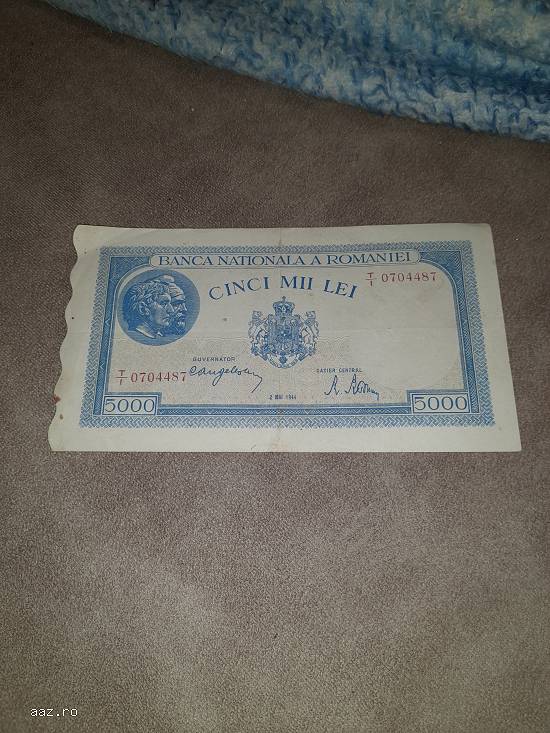 BANCA NATIONALA A ROMANIEI
CINCI MII LEI
T/1 0704487
GUVERNATOR
CASIER CENTRAL
T/1 0704487
2 MAI 1944
5000
5000
aaz.ro